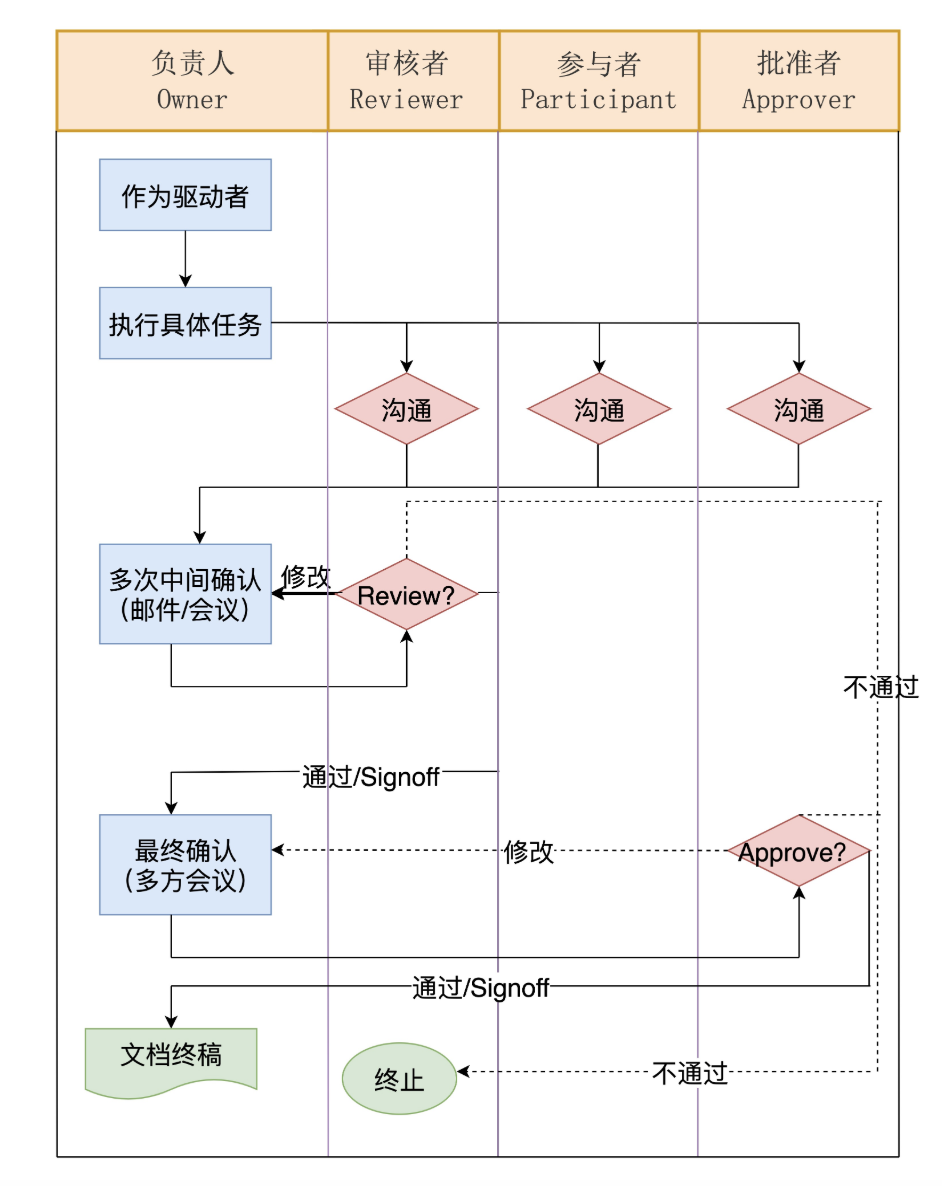 负责人
Owner
审核者
Reviewer
参与者
Participant
批准者
Approver
作为驱动者
执行具体任务
沟通
沟通
沟通
多次中间确认
（邮件/会议）
修改
Review?
不通过
通过/Signoff
最终确认
（多方会议）
修改
Approve?
通过/Signoff
文档终稿
终止
不通过